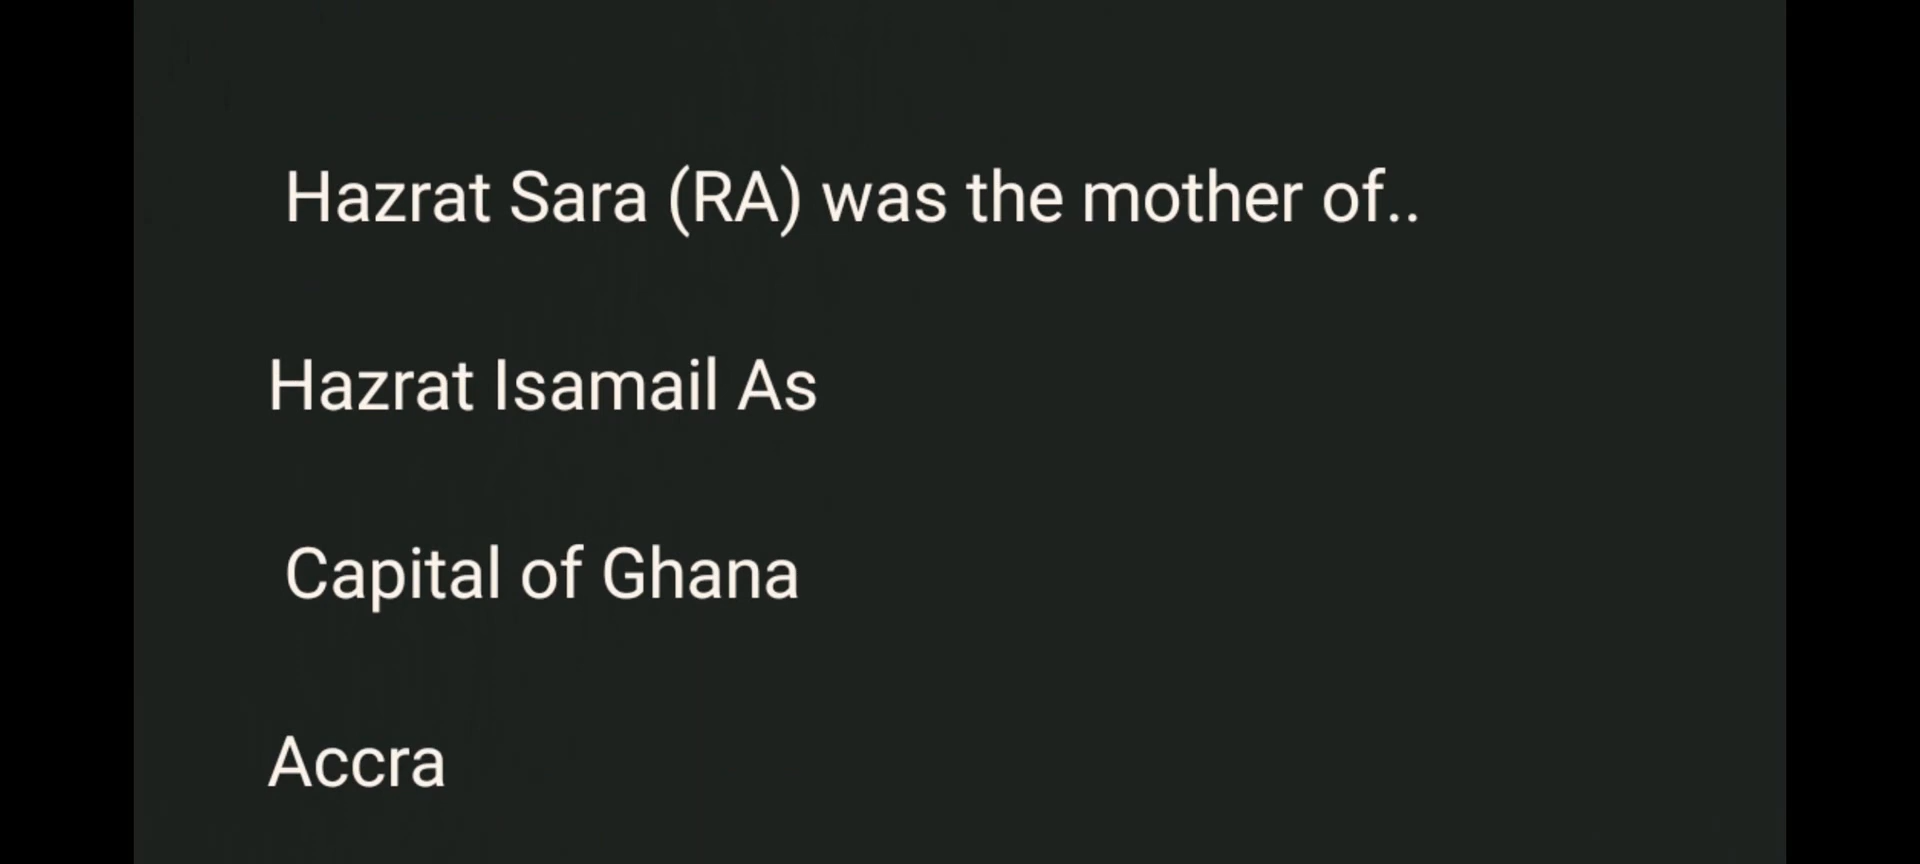 Hazrat Sara (RA) was the mother of..
Hazrat Isamail As
Capital of Ghana
Accra